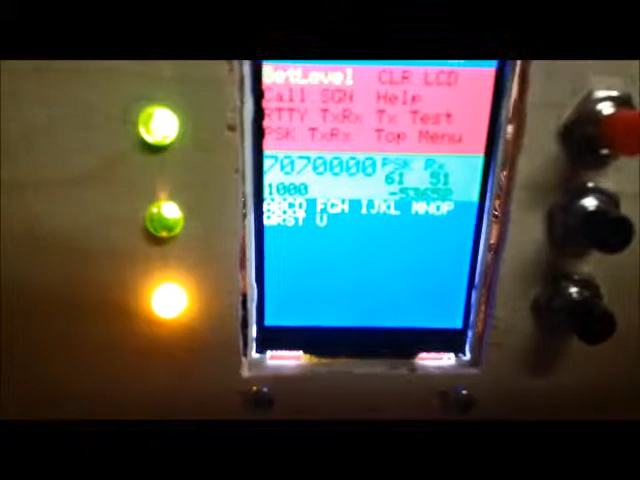 GetLevel CLR LCD
Call SGN Help
RTTY TxRx Tx Test
PSK TxRx Top Menu
7070000 PSK Rx
61 51
1000 -53650
ABCD FGH IJKL MNOP
QRST U